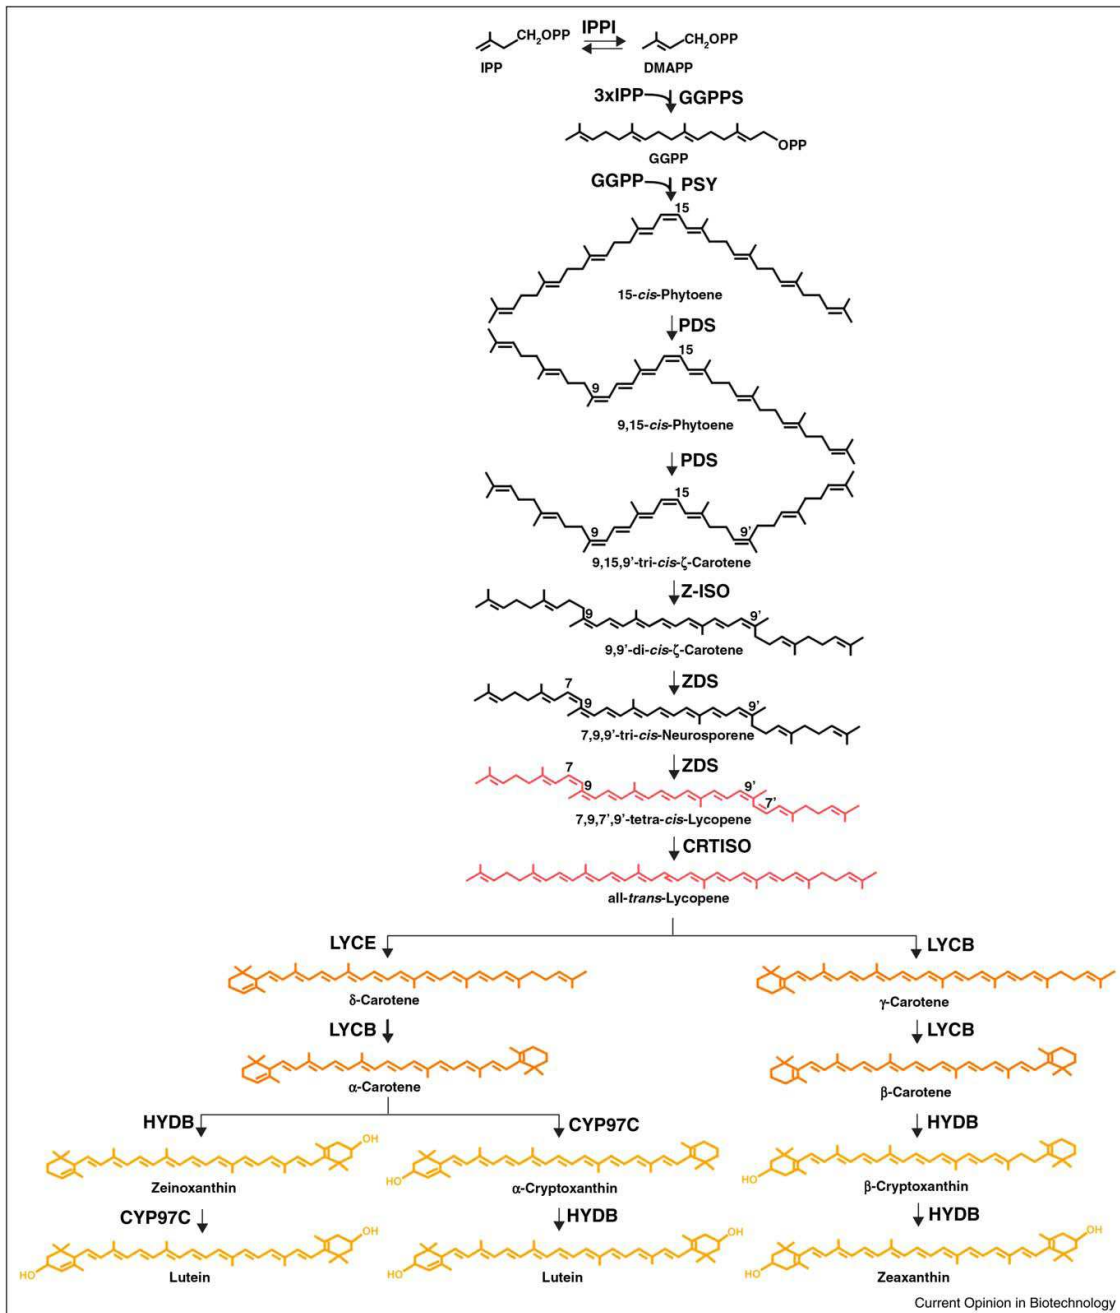 IPPI
CH2OPP CH2OPP
IPP DMAPP
3xIPP GGPPS
OPP
GGPP
GGPP PSY
15
15-cis-Phytoene
PDS
15
9
9,15-cis-Phytoene
PDS
15
9 9'
9,15,9'-tri-cis-ζ-Carotene
Z-ISO
9 9'
9,9'-di-cis-ζ-Carotene
ZDS
7
9 9'
7,9,9'-tri-cis-Neurosporene
ZDS
7
9 9'
7'
7,9,7',9'-tetra-cis-Lycopene
CRTISO
all-trans-Lycopene
LYCE LYCB
δ-Carotene γ-Carotene
LYCB LYCB
α-Carotene β-Carotene
HYDB CYP97C HYDB
OH
HO HO
Zeinoxanthin α-Cryptoxanthin β-Cryptoxanthin
CYP97C HYDB HYDB
OH OH OH
HO HO HO
Lutein Lutein Zeaxanthin
Current Opinion in Biotechnology